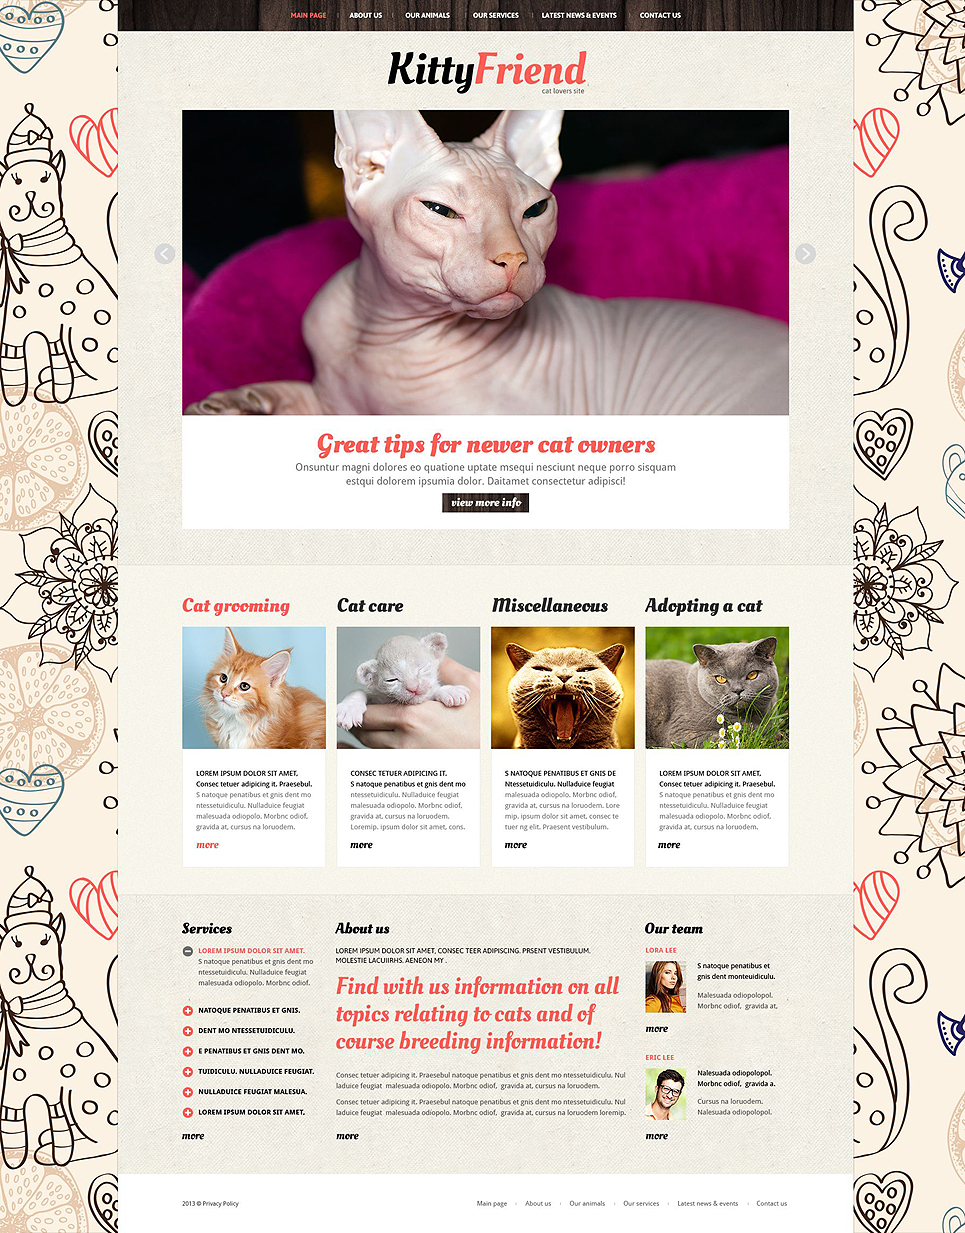 MAIN PAGE ABOUT US OUR ANIMALS OUR SERVICES LATEST NEWS & EVENTS CONTACT US
KittyFriend
cat lovers site
Great tips for newer cat owners
Onsuntur magni dolores eo quatione uptate msequi nesciunt neque porro sisquam
estqui dolorem ipsumia dolor. Daitamet consectetur adipisci!
view more info
Cat grooming
LOREM IPSUM DOLOR SIT AMET,
Consec tetuer adipicing it. Praesebul.
S natoque penatibus et gnis dent mo
ntessetuidiculu. Nulladuice feugiat
malesuada odiopolo. Morbnc odiof,
gravida at, cursus na loruodem.
more
Cat care
CONSEC TETUER ADIPICING IT.
S natoque penatibus et gnis dent mo
ntessetuidiculu. Nulladuice feugiat
malesuada odiopolo. Morbnc odiof,
gravida at, cursus na loruodem.
Loremip. ipsum dolor sit amet, cons.
more
Miscellaneous
S NATOQUE PENATIBUS ET GNIS DE
Ntessetuidiculu. Nulladuice feugiat
malesuada odiopolo. Morbnc odiof,
gravida at, cursus na loruodem. Lore
mip. ipsum dolor sit amet, consec te
tuer ng elit. Praesent vestibulum.
more
Adopting a cat
LOREM IPSUM DOLOR SIT AMET,
Consec tetuer adipicing it. Praesebul.
S natoque penatibus et gnis dent mo
ntessetuidiculu. Nulladuice feugiat
malesuada odiopolo. Morbnc odiof,
gravida at, cursus na loruodem.
more
Services
LOREM IPSUM DOLOR SIT AMET.
S natoque penatibus et gnis dent mo
ntessetuidiculu. Nulladuice feugiat
malesuada odiopolo. Morbnc odiof.
NATOQUE PENATIBUS ET GNIS.
DENT MO NTESSETUIDICULU.
E PENATIBUS ET GNIS DENT MO.
TUIDICULU. NULLADUICE FEUGIAT.
NULLADUICE FEUGIAT MALESUA.
LOREM IPSUM DOLOR SIT AMET,
more
About us
LOREM IPSUM DOLOR SIT AMET, CONSEC TEER ADIPISCING. PRSENT VESTIBULUM.
MOLESTIE LACUIIRHS. AENEON MY .
Find with us information on all
topics relating to cats and of
course breeding information!
Consec tetuer adipicing it. Praesebul natoque penatibus et gnis dent mo ntessetuidiculu. Nul
laduice feugiat malesuada odiopolo. Morbnc odiof, gravida at, cursus na loruodem.
Consec tetuer adipicing it. Praesebul natoque penatibus et gnis dent mo ntessetuidiculu. Nul
laduice feugiat malesuada odiopolo. Morbnc odiof, gravida at, cursus na loruodem loremip.
more
Our team
LORA LEE
S natoque penatibus et
gnis dent monteuidiculu.
Malesuada odiopolopol.
Morbnc odiof, gravida at,
more
ERIC LEE
Nalesuada odiopolopol.
Morbnc odiof, gravida a.
Cursus na loruodem.
Nalesuada odiopolopol.
more
2013 © Privacy Policy
Main page About us Our animals Our services Latest news & events Contact us